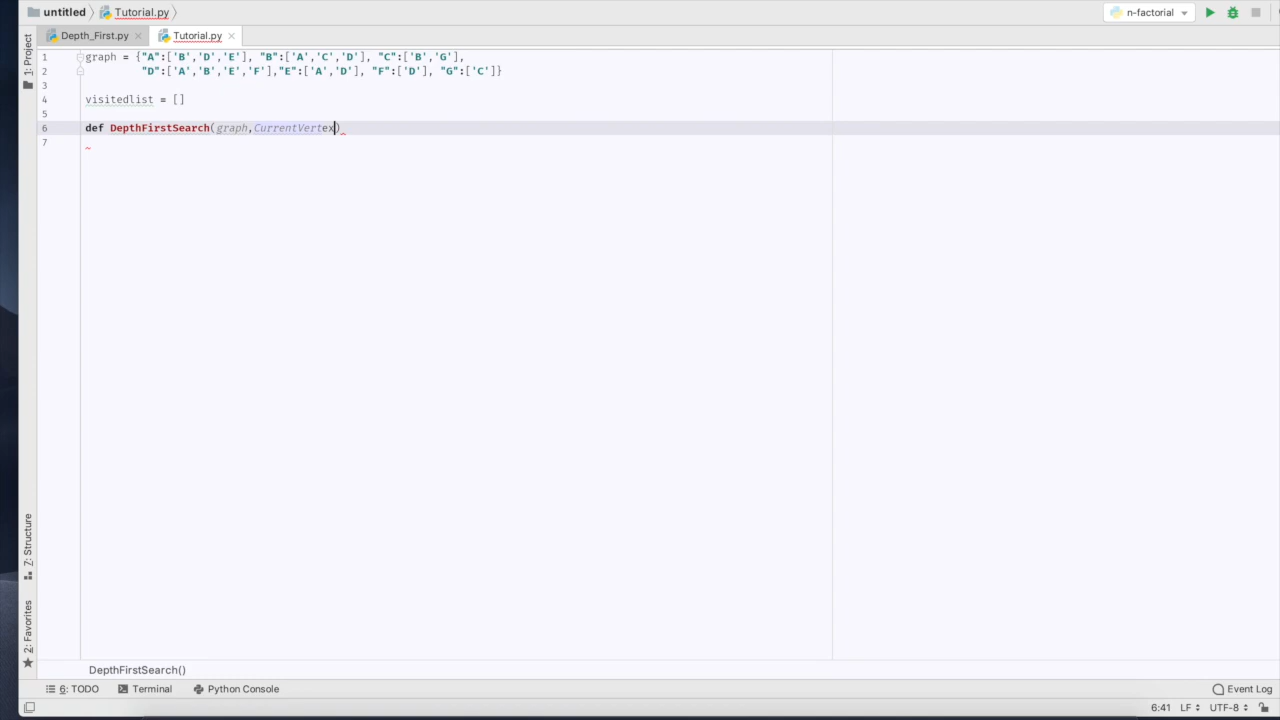 untitled Tutorial.py n-factorial
Depth_First.py Tutorial.py
1: Project
1 graph = {"A":['B','D','E'], "B":['A','C','D'], "C":['B','G'],
2 "D":['A','B','E','F'],"E":['A','D'], "F":['D'], "G":['C']}
3
4 visitedlist = []
5
6 def DepthFirstSearch(graph,CurrentVertex)
7
7: Structure
2: Favorites
DepthFirstSearch()
6: TODO Terminal Python Console Event Log
6:41 LF UTF-8